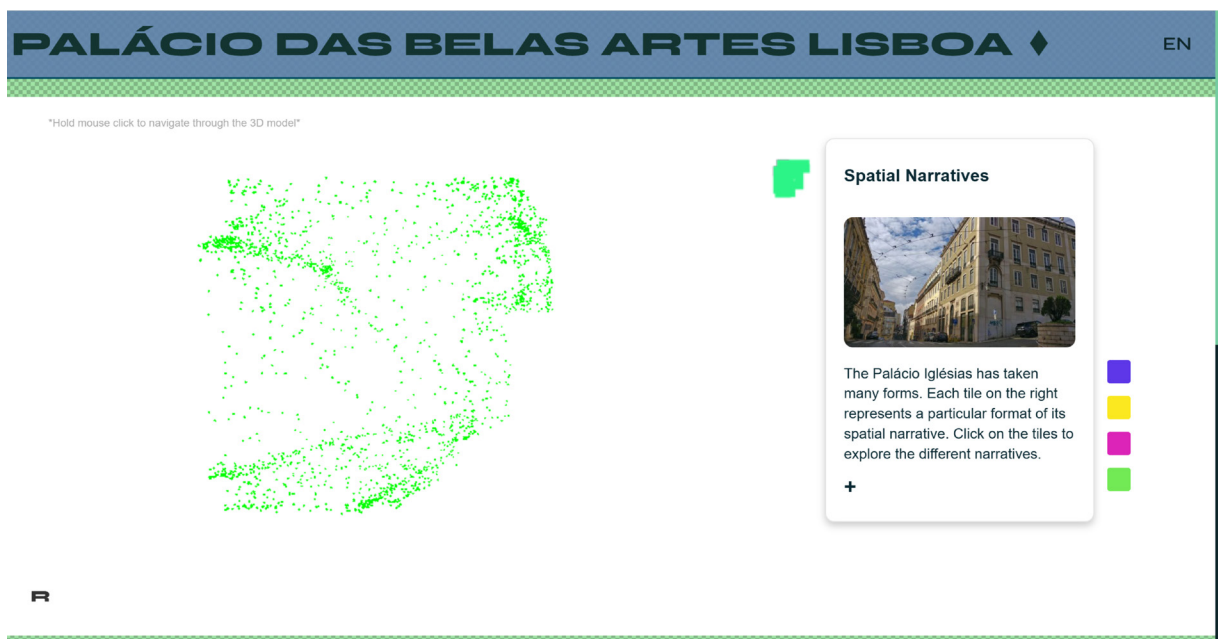 PALÁCIO DAS BELAS ARTES LISBOA ♦
EN
*Hold mouse click to navigate through the 3D model*
Spatial Narratives
The Palácio Iglésias has taken
many forms. Each tile on the right
represents a particular format of its
spatial narrative. Click on the tiles to
explore the different narratives.
+
R